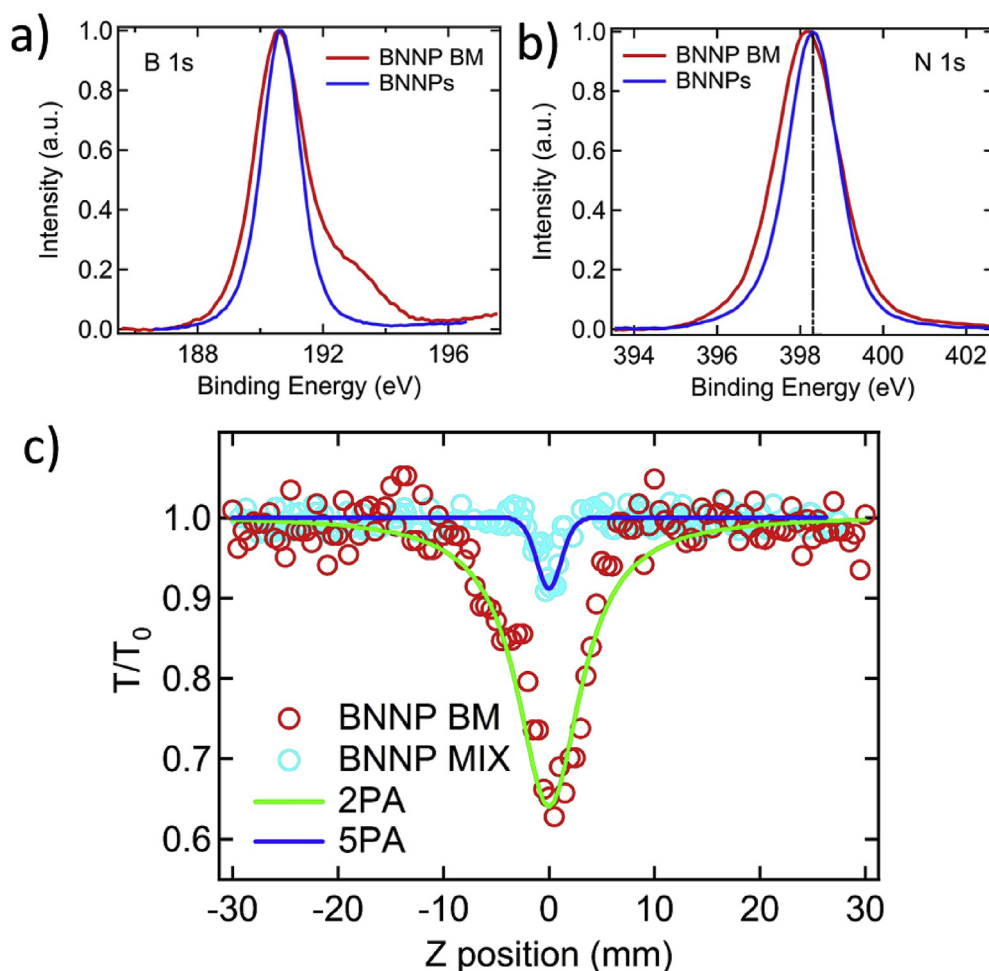 a)
B 1s
BNNP BM
BNNPs
Intensity (a.u.)
1.0
0.8
0.6
0.4
0.2
0.0
188 192 196
Binding Energy (eV)
b)
N 1s
BNNP BM
BNNPs
Intensity (a.u.)
1.0
0.8
0.6
0.4
0.2
0.0
394 396 398 400 402
Binding Energy (eV)
c)
T/T0
1.0
0.9
0.8
0.7
0.6
BNNP BM
BNNP MIX
2PA
5PA
-30 -20 -10 0 10 20 30
Z position (mm)